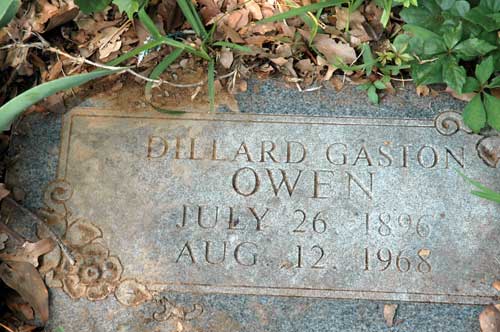 DILLARD GASTON
OWEN
JULY 26. 1896
AUG. 12. 1968